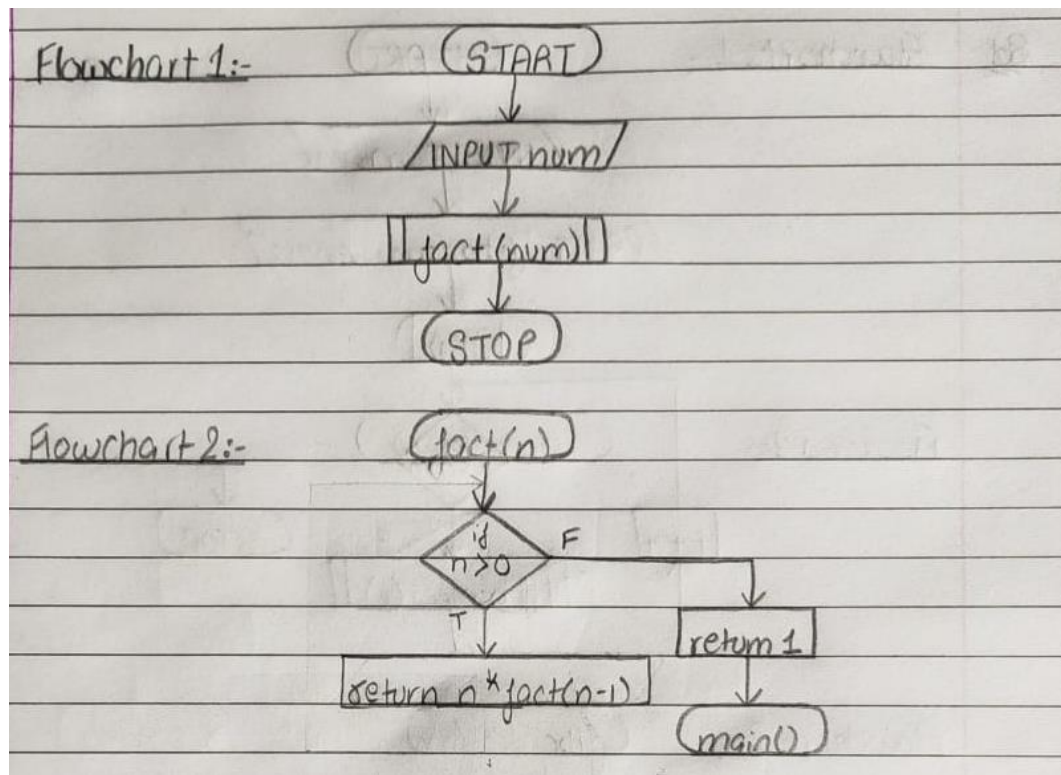 Flowchart 1:-
START
INPUT num
fact(num)
STOP
Flowchart 2:-
fact(n)
if
n>0
F
T
return 1
return n*fact(n-1)
main()